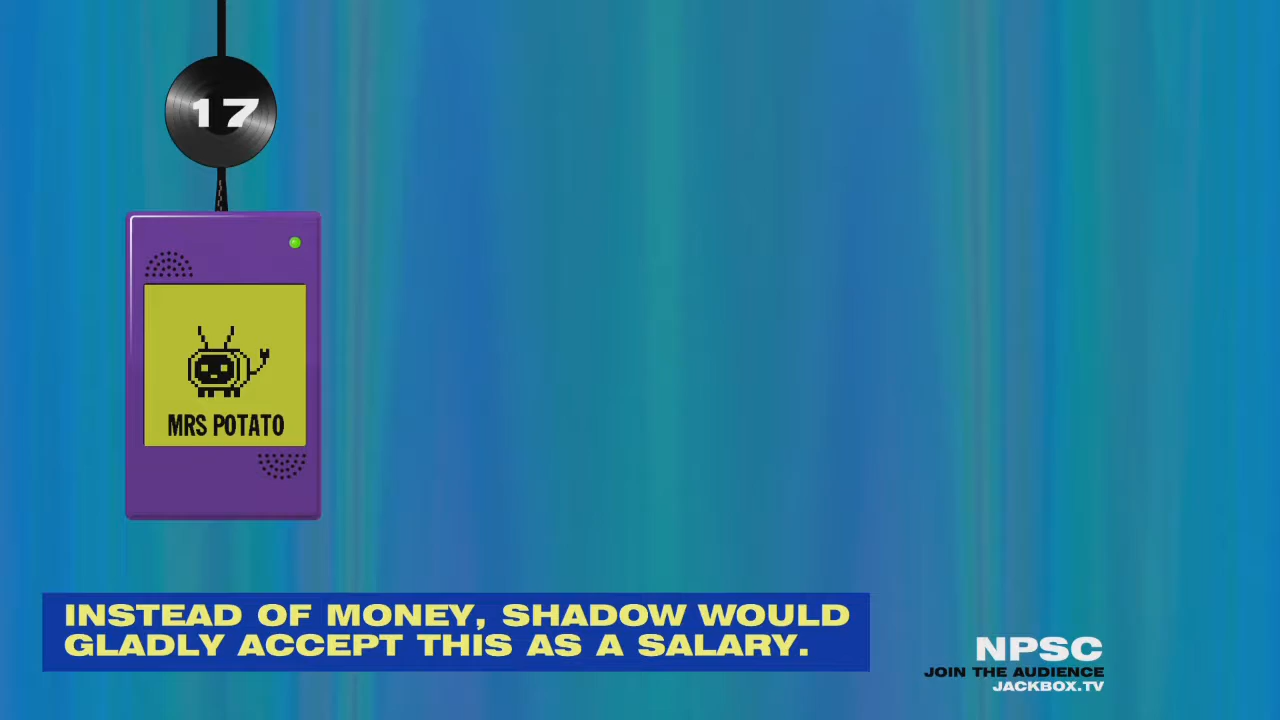 17
MRS POTATO
INSTEAD OF MONEY, SHADOW WOULD
GLADLY ACCEPT THIS AS A SALARY.
NPSC
JOIN THE AUDIENCE
JACKBOX.TV